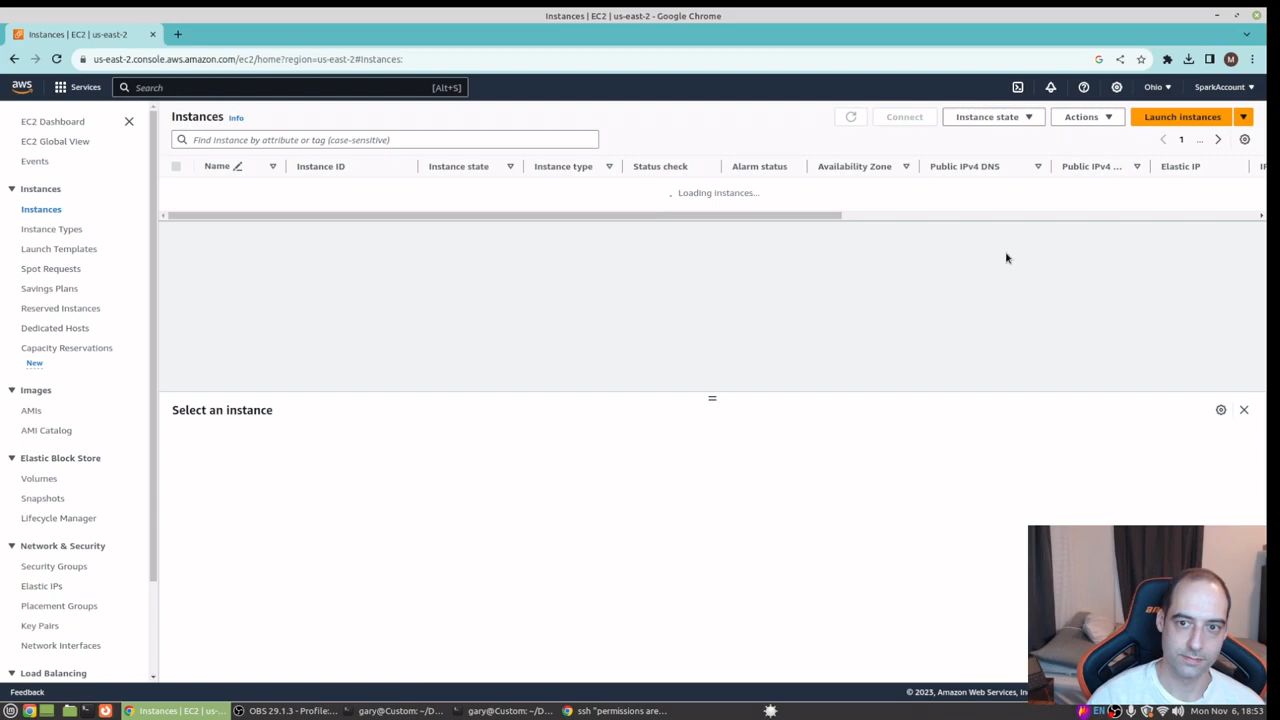 Instances | EC2 | us-east-2 - Google Chrome
Instances | EC2 | us-east-2
us-east-2.console.aws.amazon.com/ec2/home?region=us-east-2#Instances:
M
aws
Services
Search
[Alt+S]
Ohio
SparkAccount
EC2 Dashboard
EC2 Global View
Events
Instances
Instances
Instance Types
Launch Templates
Spot Requests
Savings Plans
Reserved Instances
Dedicated Hosts
Capacity Reservations
New
Images
AMIs
AMI Catalog
Elastic Block Store
Volumes
Snapshots
Lifecycle Manager
Network & Security
Security Groups
Elastic IPs
Placement Groups
Key Pairs
Network Interfaces
Load Balancing
Instances Info
Connect
Instance state
Actions
Launch instances
Find Instance by attribute or tag (case-sensitive)
1 ...
Name
Instance ID
Instance state
Instance type
Status check
Alarm status
Availability Zone
Public IPv4 DNS
Public IPv4 ...
Elastic IP
Loading instances...
Select an instance
Feedback
© 2023, Amazon Web Services,
Instances | EC2 | us-...
OBS 29.1.3 - Profile:...
gary@Custom: ~/D...
gary@Custom: ~/D...
ssh "permissions are...
EN
Mon Nov 6, 18:53